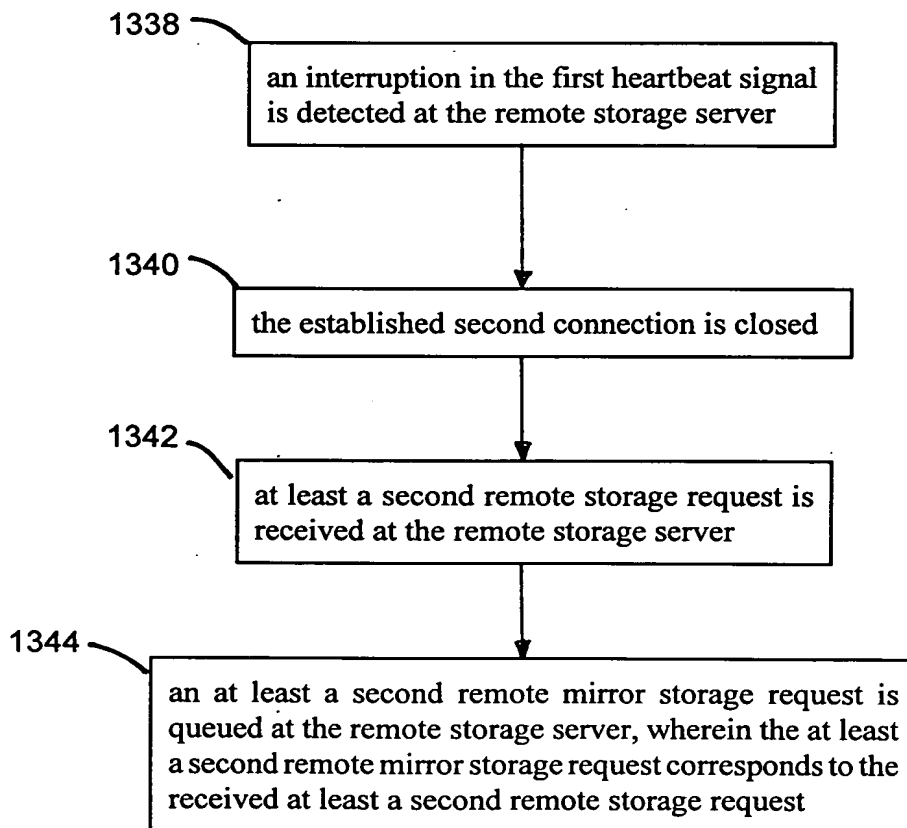 1338
an interruption in the first heartbeat signal
is detected at the remote storage server
1340
the established second connection is closed
1342
at least a second remote storage request is
received at the remote storage server
1344
an at least a second remote mirror storage request is
queued at the remote storage server, wherein the at least
a second remote mirror storage request corresponds to the
received at least a second remote storage request